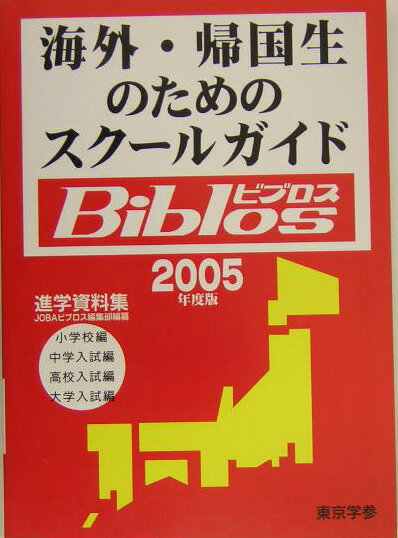 海外・帰国生
のための
スクールガイド
Biblos
ビブロス
2005
年度版
進学資料集
JOBAビブロス編集部編纂
小学校編
中学入試編
高校入試編
大学入試編
東京学参